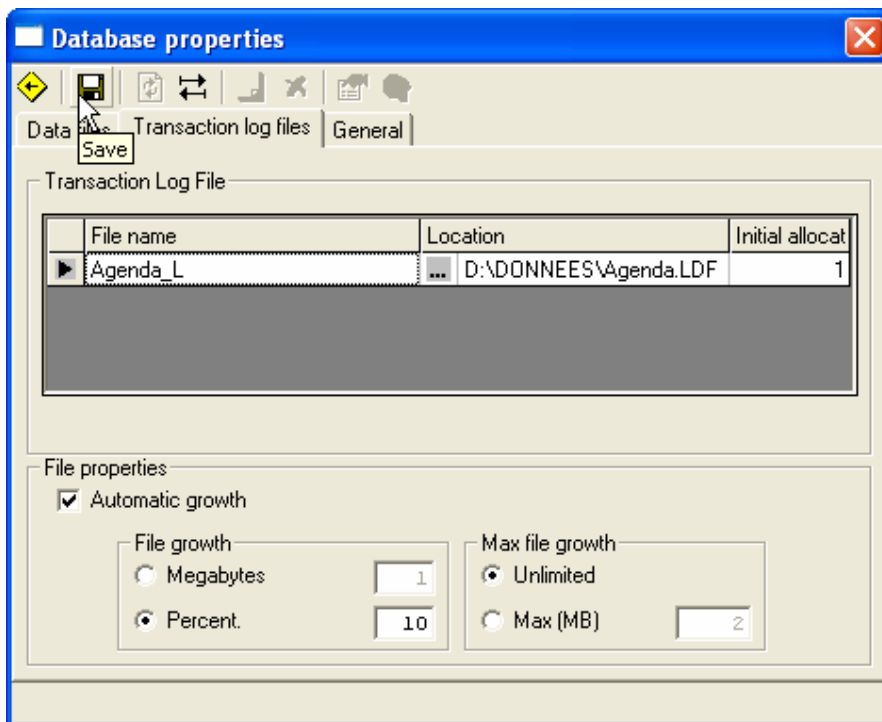 Database properties
Data files Transaction log files General
Save
Transaction Log File
File name Location Initial allocat
Agenda_L ... D:\DONNEES\Agenda.LDF 1
File properties
Automatic growth
File growth Max file growth
Megabytes 1 Unlimited
Percent. 10 Max (MB) 2